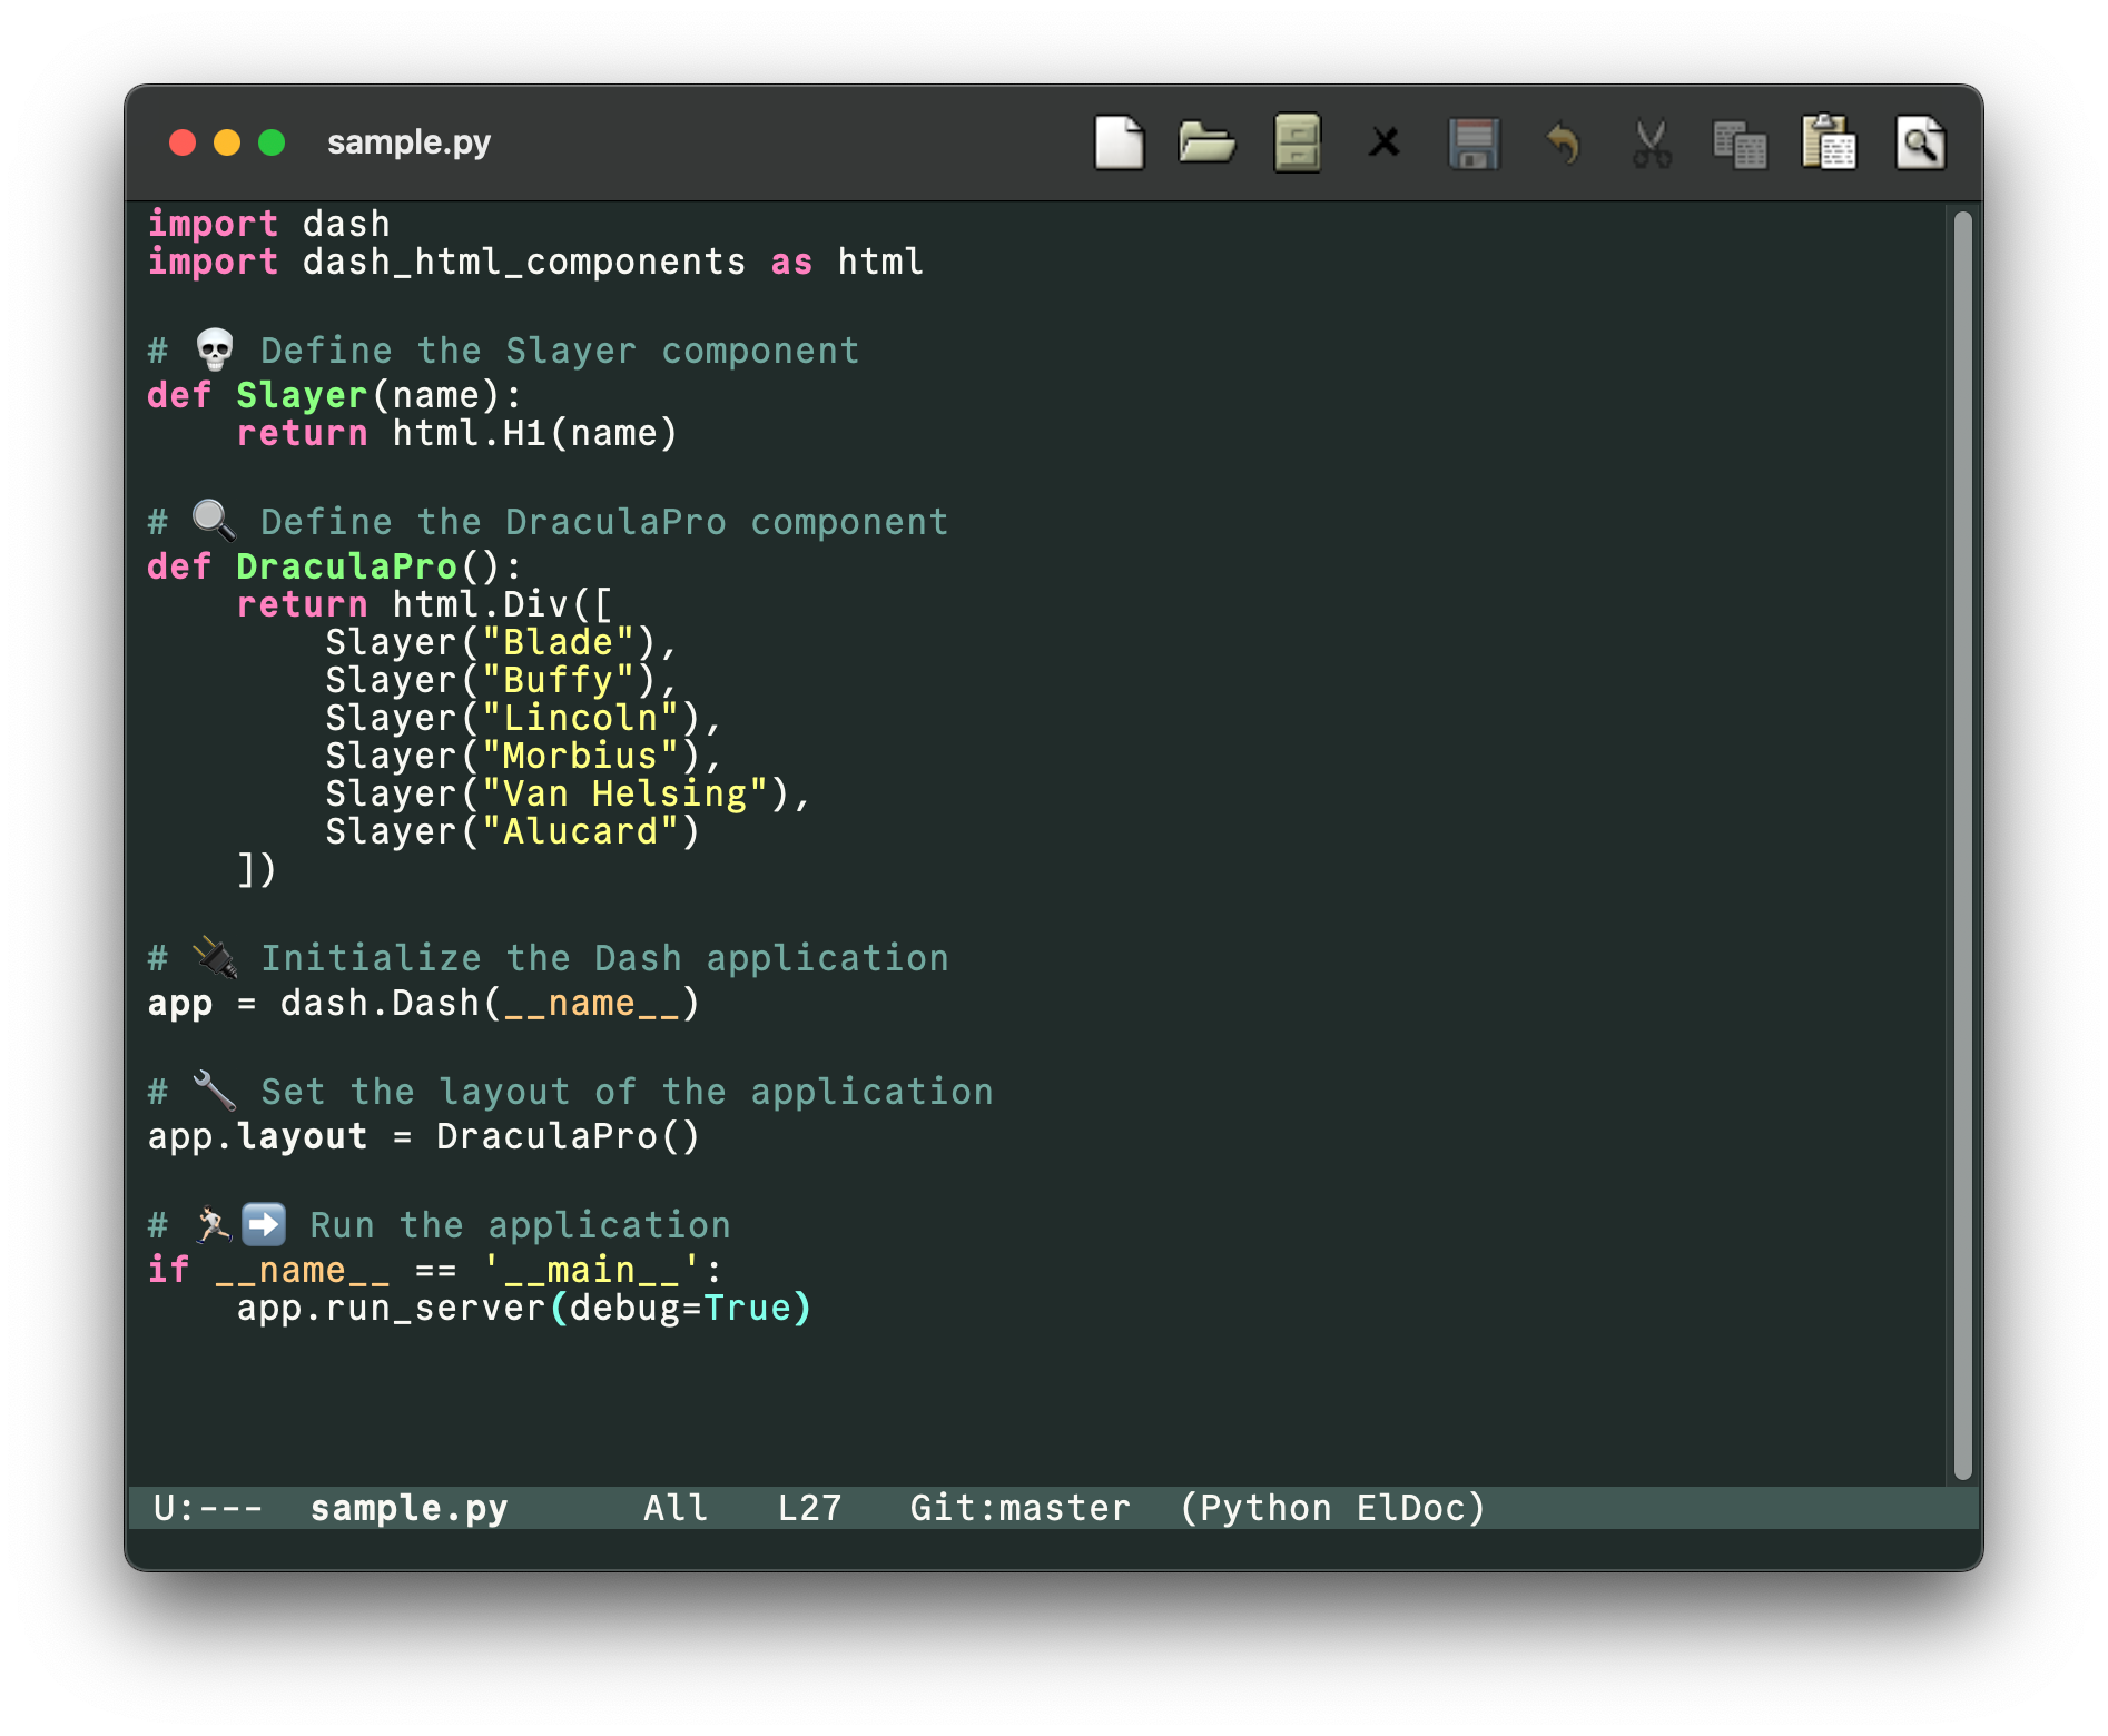 sample.py
import dash
import dash_html_components as html
# 💀 Define the Slayer component
def Slayer(name):
    return html.H1(name)
# 🔍 Define the DraculaPro component
def DraculaPro():
    return html.Div([
        Slayer("Blade"),
        Slayer("Buffy"),
        Slayer("Lincoln"),
        Slayer("Morbius"),
        Slayer("Van Helsing"),
        Slayer("Alucard")
    ])
# 🔌 Initialize the Dash application
app = dash.Dash(__name__)
# 🔧 Set the layout of the application
app.layout = DraculaPro()
# 🏃🏻➡️ Run the application
if __name__ == '__main__':
    app.run_server(debug=True)
U:--- sample.py All L27 Git:master (Python ElDoc)